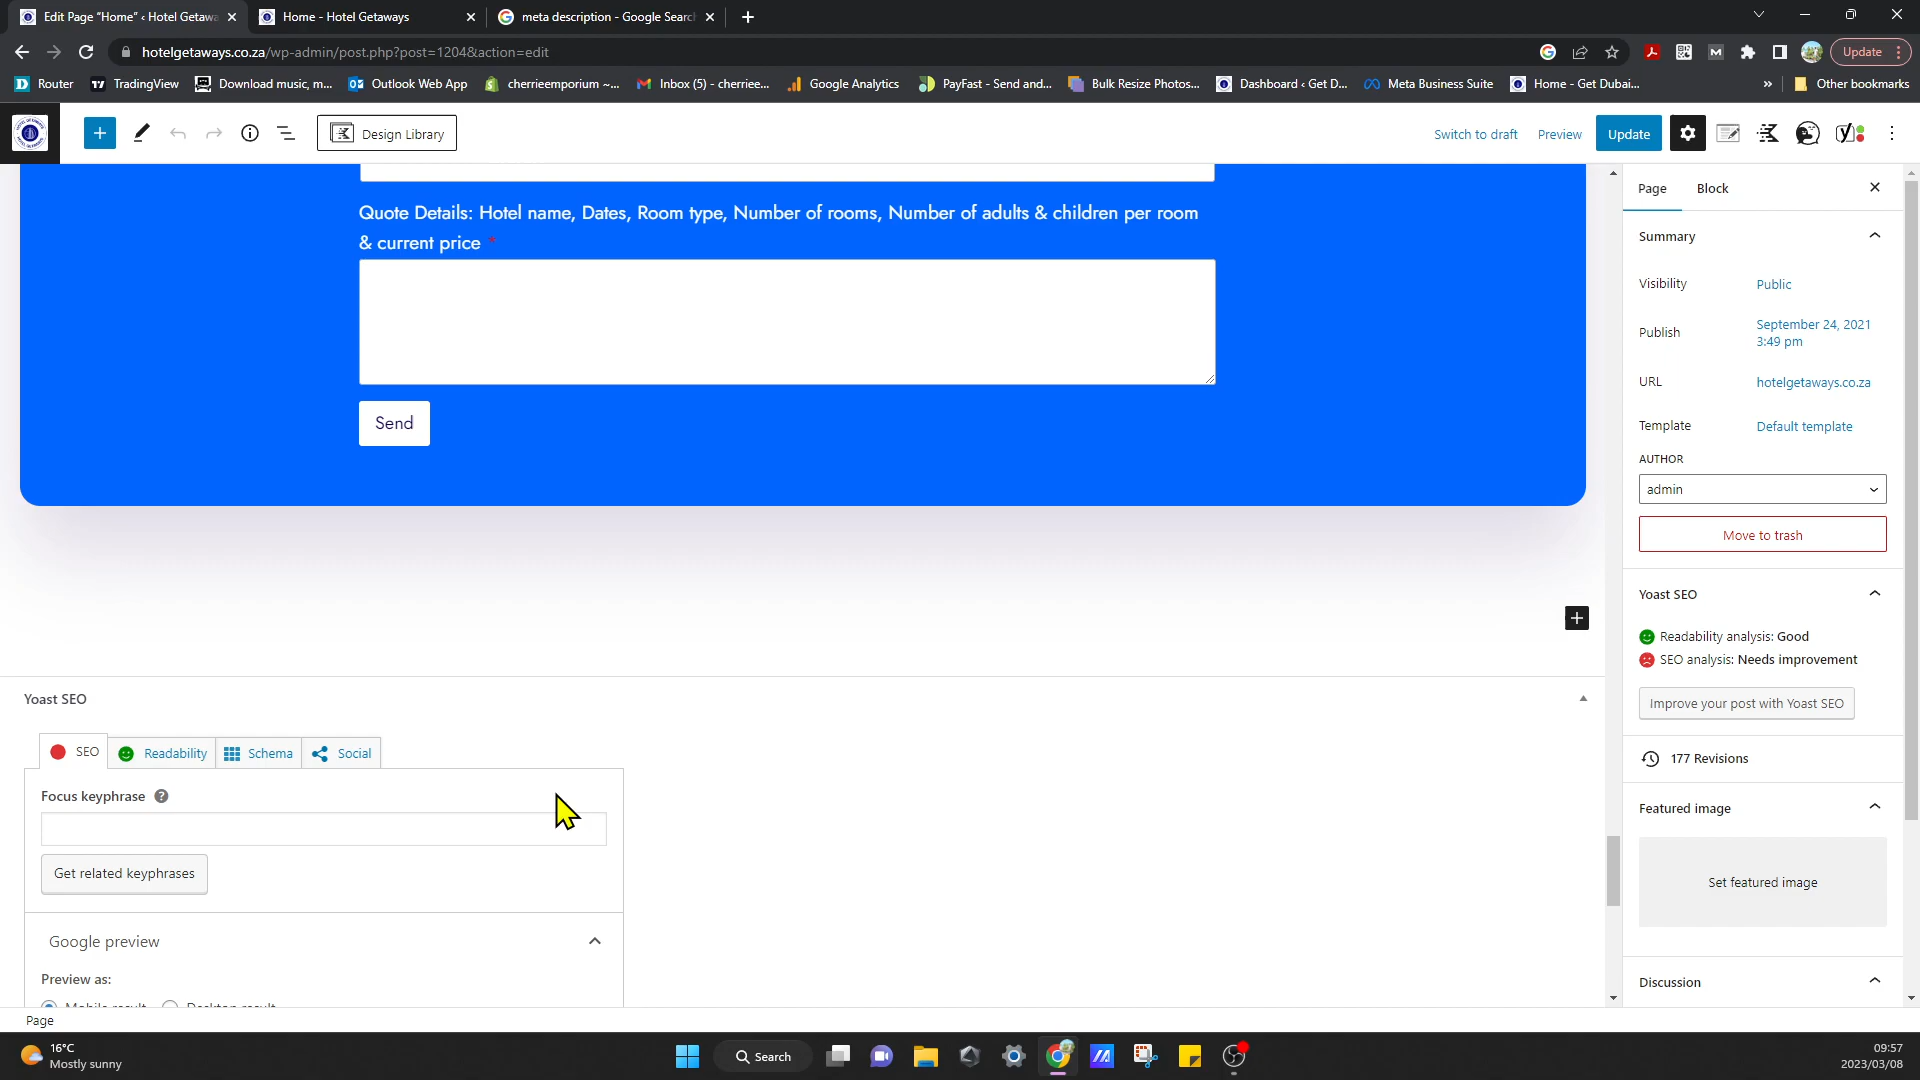 Edit Page "Home" ‹ Hotel Getawa
Home - Hotel Getaways
meta description - Google Searc
hotelgetaways.co.za/wp-admin/post.php?post=1204&action=edit
Update
Router
TradingView
Download music, m...
Outlook Web App
cherrieemporium ~...
Inbox (5) - cherriee...
Google Analytics
PayFast - Send and...
Bulk Resize Photos...
Dashboard ‹ Get D...
Meta Business Suite
Home - Get Dubai...
»
Other bookmarks
Design Library
Switch to draft
Preview
Update
Quote Details: Hotel name, Dates, Room type, Number of rooms, Number of adults & children per room
& current price *
Send
Page
Block
Summary
Visibility
Public
Publish
September 24, 2021
3:49 pm
URL
hotelgetaways.co.za
Template
Default template
AUTHOR
admin
Move to trash
Yoast SEO
Readability analysis: Good
SEO analysis: Needs improvement
Improve your post with Yoast SEO
177 Revisions
Featured image
Set featured image
Discussion
Yoast SEO
SEO
Readability
Schema
Social
Focus keyphrase
Get related keyphrases
Google preview
Preview as:
Mobile result
Desktop result
Page
16°C
Mostly sunny
Search
09:57
2023/03/08